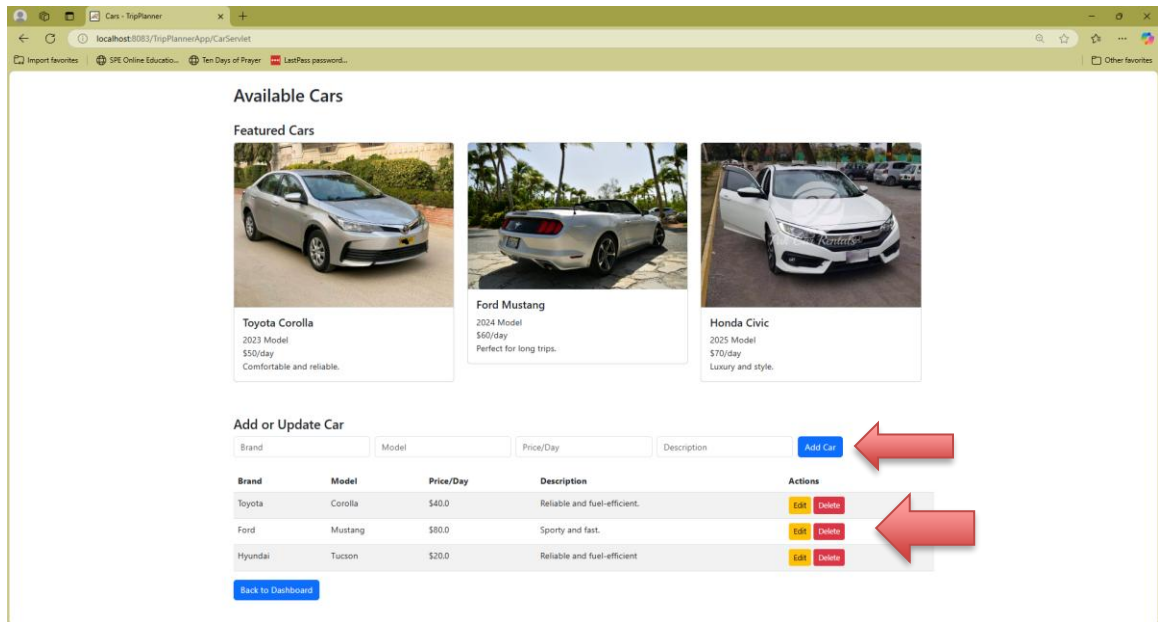 Cars - TripPlanner
localhost:8083/TripPlannerApp/CarServlet
Import favorites
SPE Online Educatio...
Ten Days of Prayer
LastPass password...
Other favorites
Available Cars
Featured Cars
Toyota Corolla
2023 Model
$50/day
Comfortable and reliable.
Ford Mustang
2024 Model
$60/day
Perfect for long trips.
Honda Civic
2025 Model
$70/day
Luxury and style.
Add or Update Car
Brand Model Price/Day Description Add Car
Brand Model Price/Day Description Actions
Toyota Corolla $40.0 Reliable and fuel-efficient. Edit Delete
Ford Mustang $80.0 Sporty and fast. Edit Delete
Hyundai Tucson $20.0 Reliable and fuel-efficient Edit Delete
Back to Dashboard